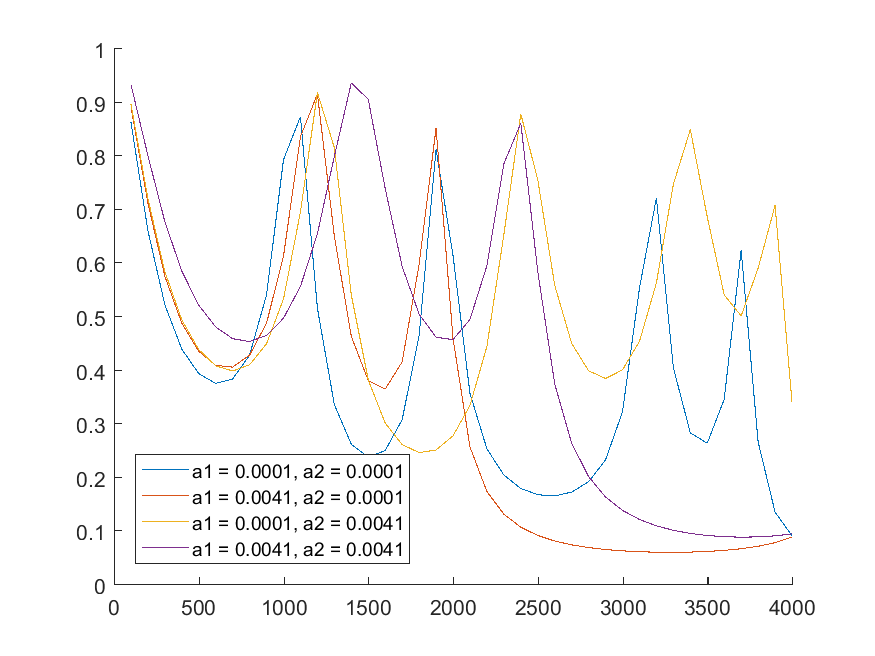 1
0.9
0.8
0.7
0.6
0.5
0.4
0.3
0.2
0.1
0
a1 = 0.0001, a2 = 0.0001
a1 = 0.0041, a2 = 0.0001
a1 = 0.0001, a2 = 0.0041
a1 = 0.0041, a2 = 0.0041
0 500 1000 1500 2000 2500 3000 3500 4000